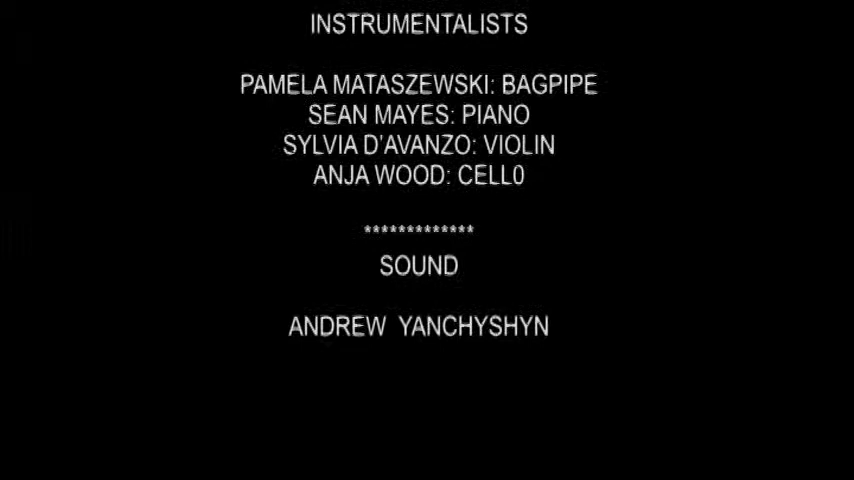 INSTRUMENTALISTS
PAMELA MATASZEWSKI: BAGPIPE
SEAN MAYES: PIANO
SYLVIA D'AVANZO: VIOLIN
ANJA WOOD: CELL0
*************
SOUND
ANDREW YANCHYSHYN